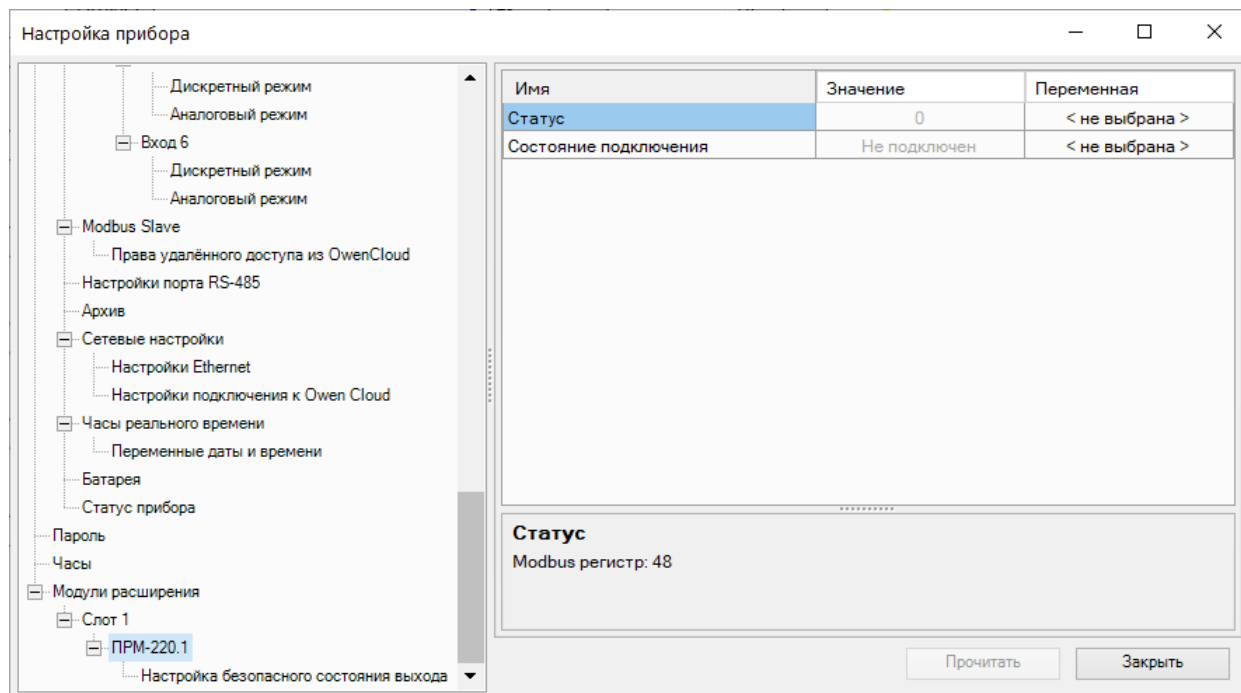 Настройка прибора
Дискретный режим
Аналоговый режим
Вход 6
Дискретный режим
Аналоговый режим
Modbus Slave
Права удалённого доступа из OwenCloud
Настройки порта RS-485
Архив
Сетевые настройки
Настройки Ethernet
Настройки подключения к Owen Cloud
Часы реального времени
Переменные даты и времени
Батарея
Статус прибора
Пароль
Часы
Модули расширения
Слот 1
ПРМ-220.1
Настройка безопасного состояния выхода
Имя Значение Переменная
Статус 0 < не выбрана >
Состояние подключения Не подключен < не выбрана >
Статус
Modbus регистр: 48
Прочитать Закрыть